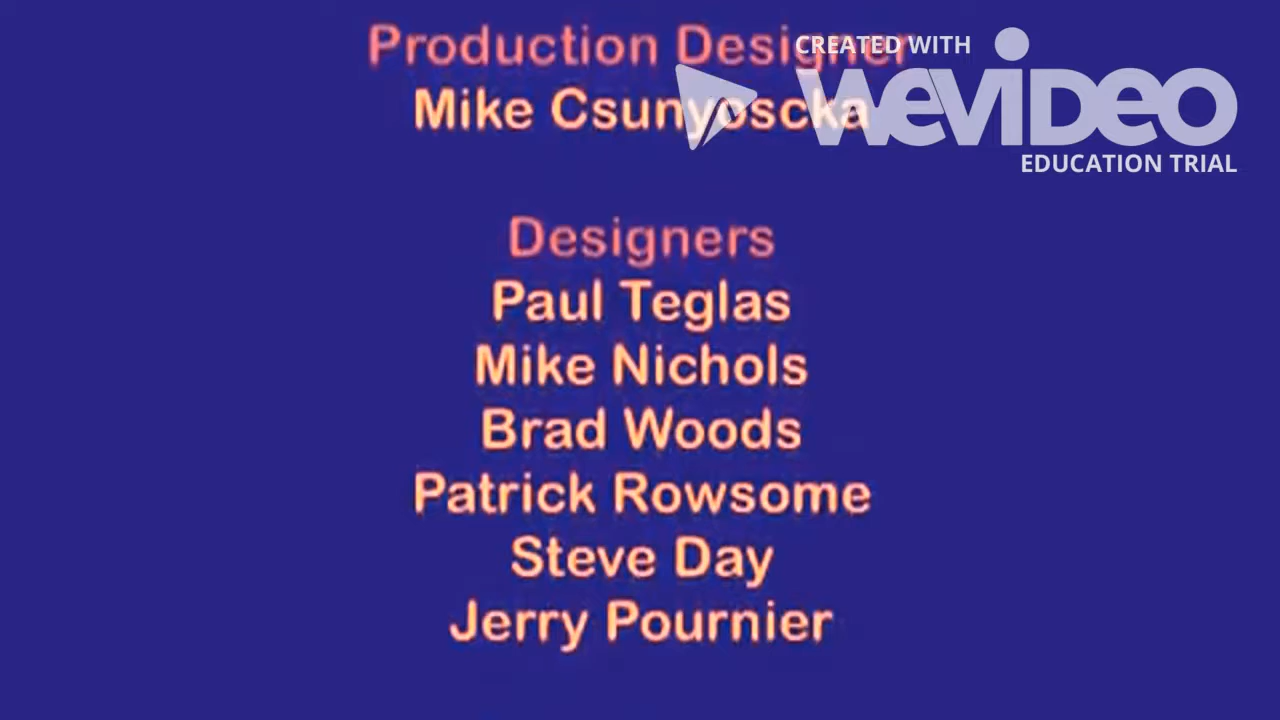 Production Designer
CREATED WITH
Mike Csunyoscka
WEVIDEO
EDUCATION TRIAL
Designers
Paul Teglas
Mike Nichols
Brad Woods
Patrick Rowsome
Steve Day
Jerry Pournier